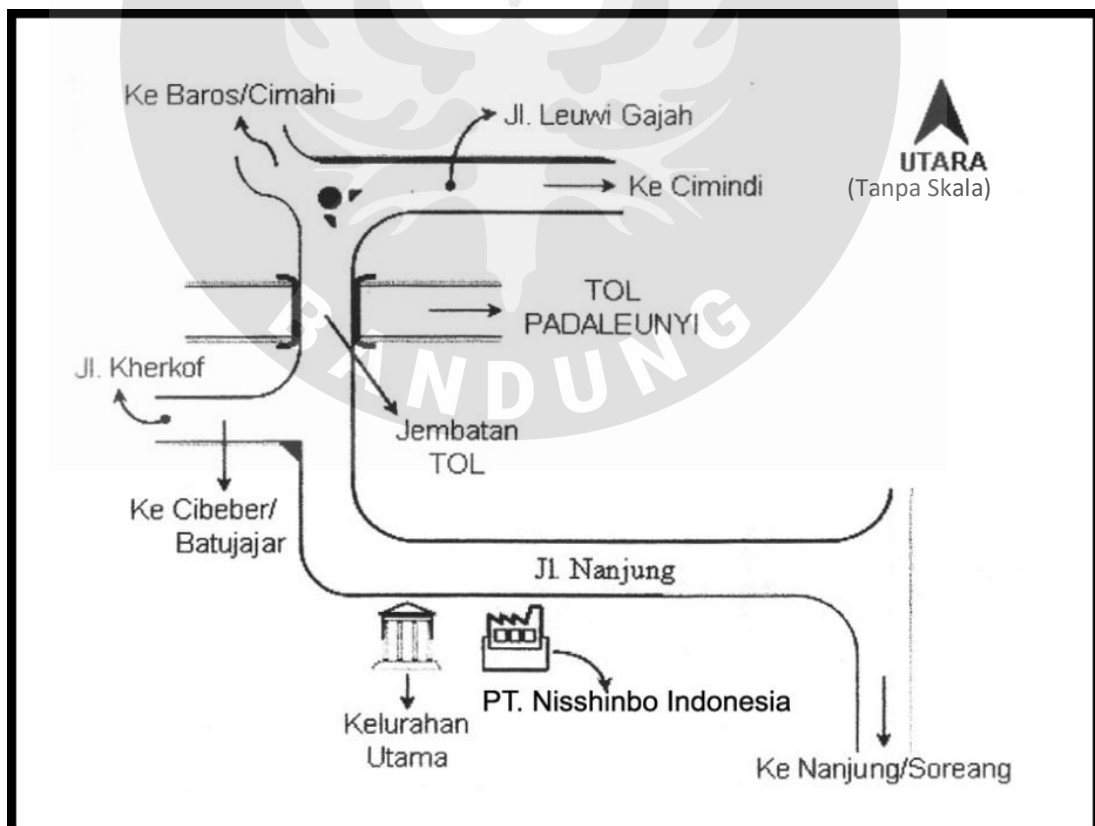 Ke Baros/Cimahi
Jl. Leuwi Gajah
UTARA
(Tanpa Skala)
Ke Cimindi
TOL
PADALEUNYI
BANDUNG
Jl. Kherkof
Jembatan
TOL
Ke Cibeber/
Batujajar
Jl. Nanjung
PT. Nisshinbo Indonesia
Kelurahan
Utama
Ke Nanjung/Soreang